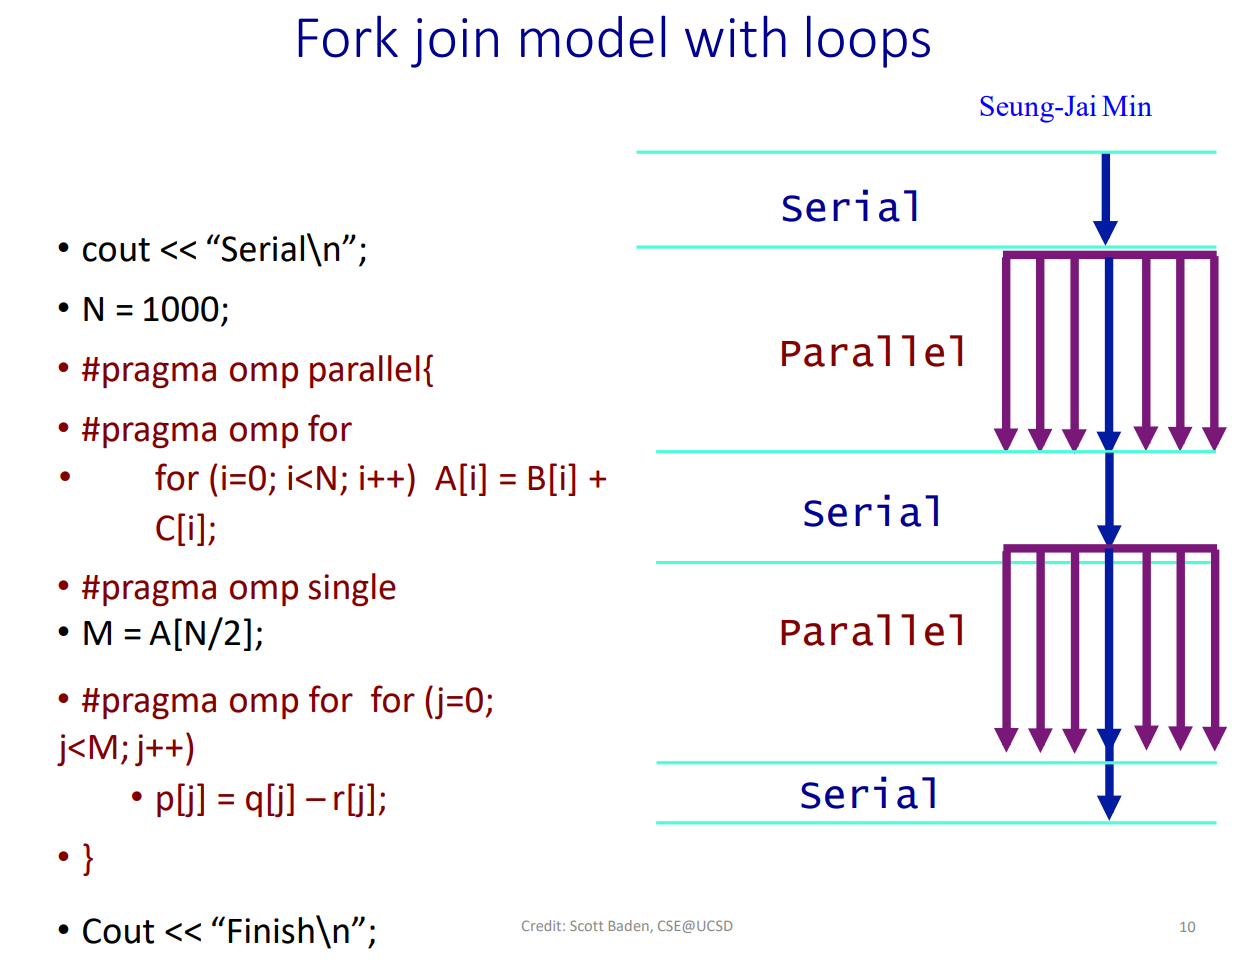 Fork join model with loops
Seung-Jai Min
• cout << “Serial\n”;
• N = 1000;
• #pragma omp parallel{
• #pragma omp for
• for (i=0; i<N; i++) A[i] = B[i] +
C[i];
• #pragma omp single
• M = A[N/2];
• #pragma omp for for (j=0;
j<M; j++)
• p[j] = q[j] – r[j];
• }
• Cout << “Finish\n”;
Serial
Parallel
Serial
Parallel
Serial
Credit: Scott Baden, CSE@UCSD
10